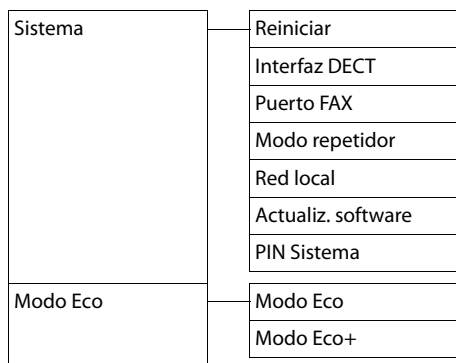 Sistema
Reiniciar
Interfaz DECT
Puerto FAX
Modo repetidor
Red local
Actualiz. software
PIN Sistema
Modo Eco
Modo Eco
Modo Eco+